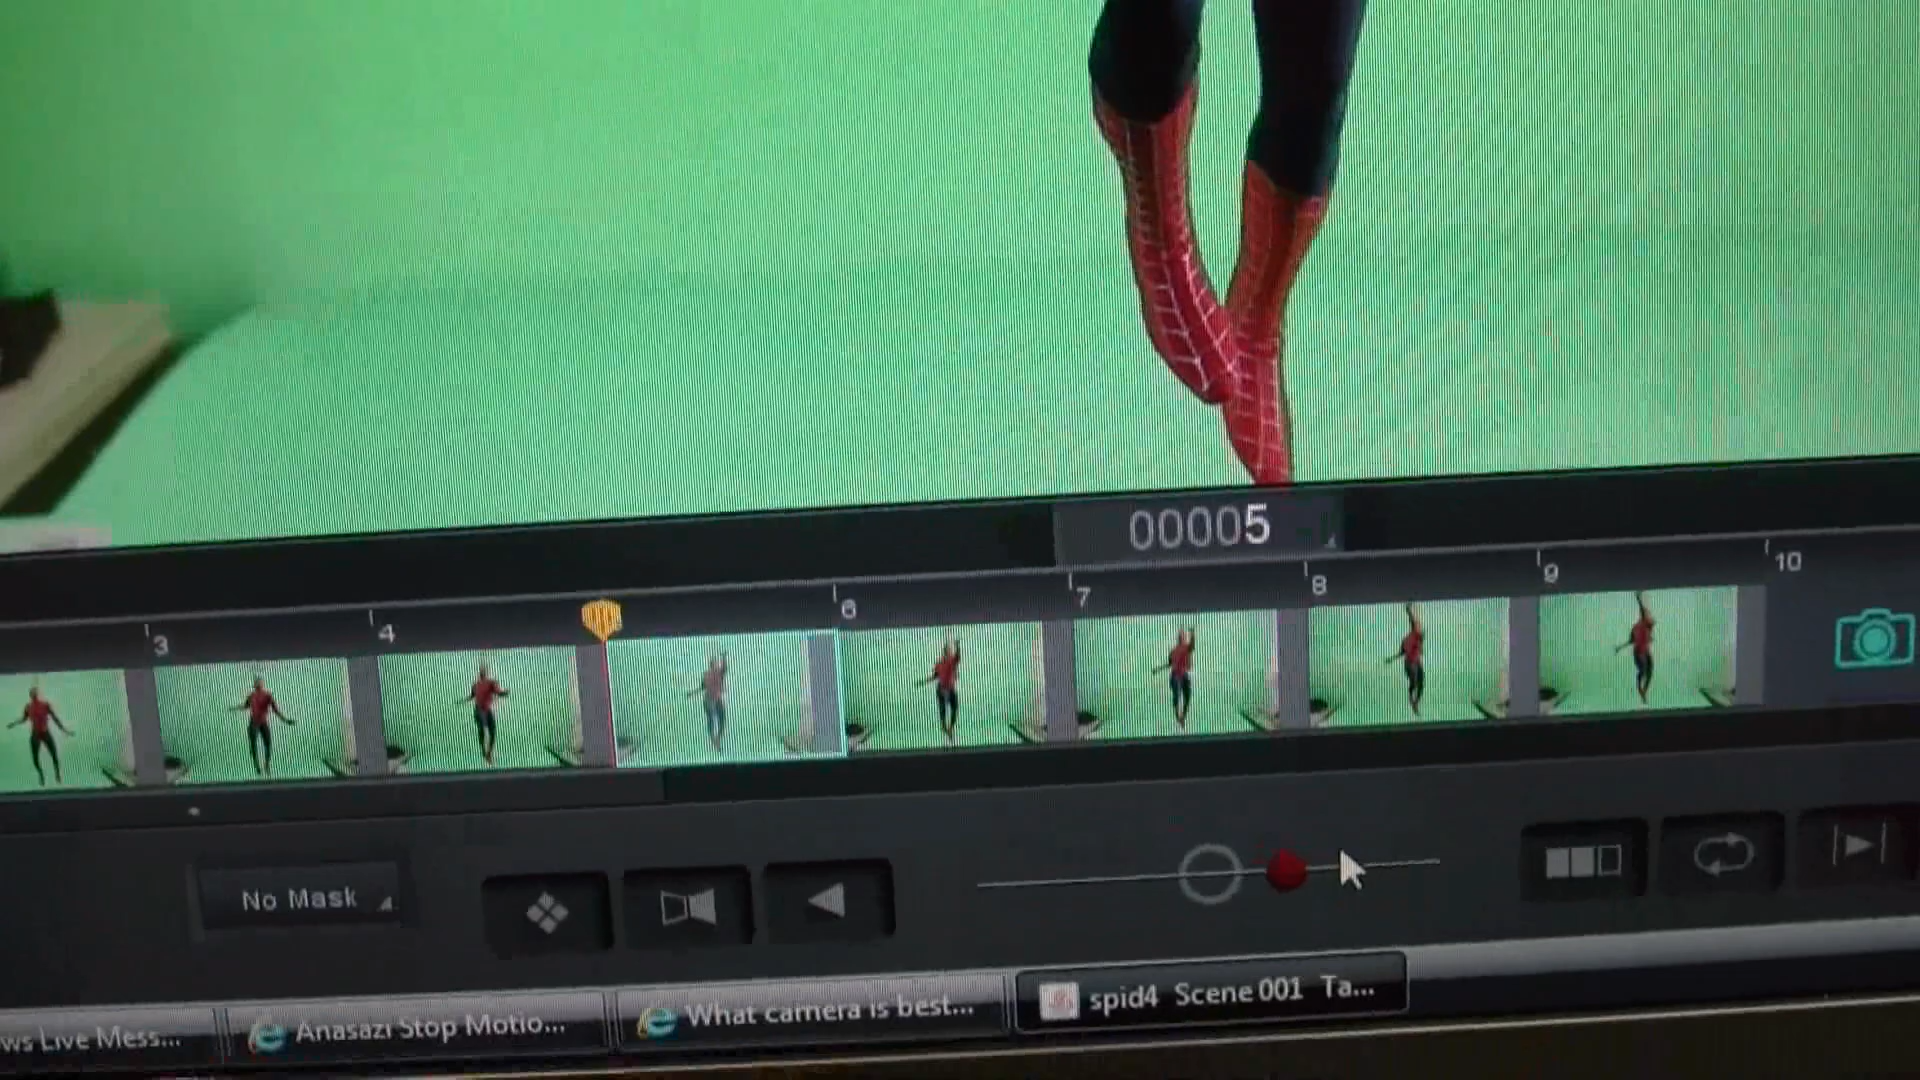 00005
3 4 6 7 8 9 10
No Mask
ws Live Mess... Anasazi Stop Motio... What camera is best... spid4 Scene 001 Ta...